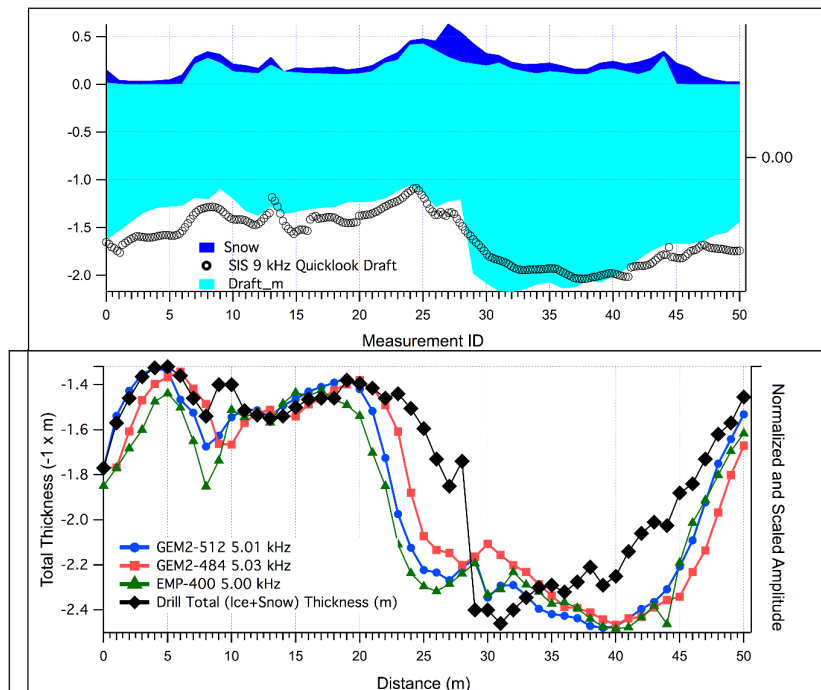 0.5
0.0
-0.5
-1.0
-1.5
-2.0
0.00
Snow
SIS 9 kHz Quicklook Draft
Draft_m
0 5 10 15 20 25 30 35 40 45 50
Measurement ID
-1.4
-1.6
-1.8
-2.0
-2.2
-2.4
Total Thickness (-1 x m)
Normalized and Scaled Amplitude
GEM2-512 5.01 kHz
GEM2-484 5.03 kHz
EMP-400 5.00 kHz
Drill Total (Ice+Snow) Thickness (m)
0 5 10 15 20 25 30 35 40 45 50
Distance (m)